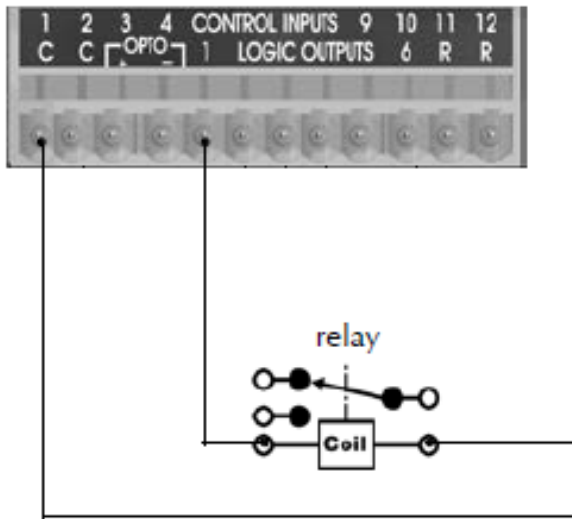 1 2 3 4 CONTROL INPUTS 9 10 11 12
C C OPTO 1 LOGIC OUTPUTS 6 R R
+ −
relay
Coil